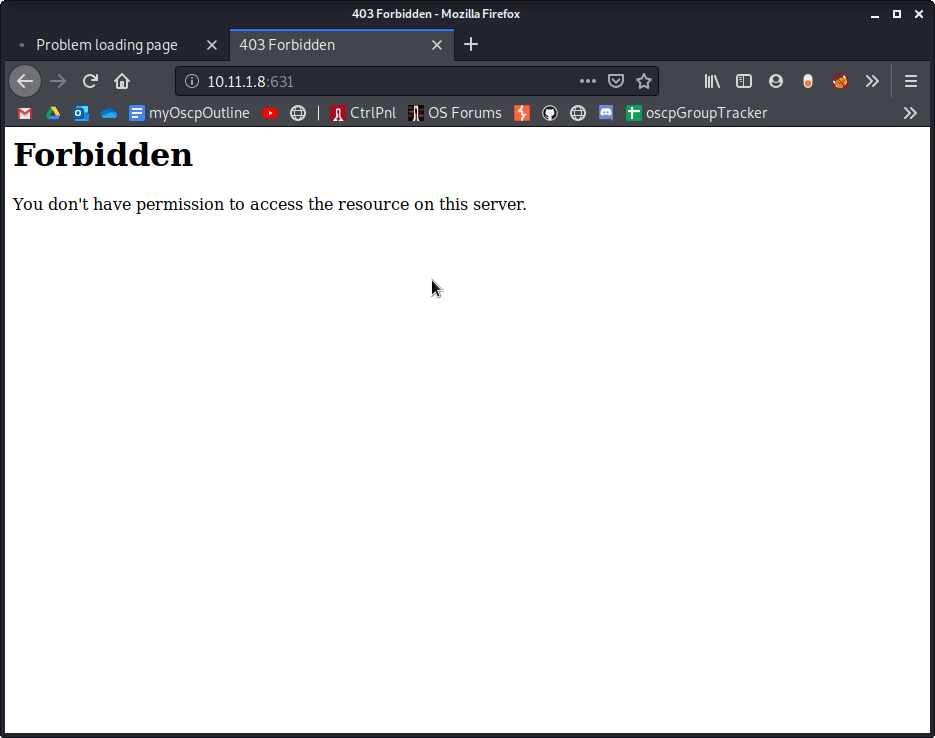 403 Forbidden - Mozilla Firefox
Problem loading page
403 Forbidden
10.11.1.8:631
myOscpOutline
CtrlPnl
OS Forums
oscpGroupTracker
Forbidden
You don't have permission to access the resource on this server.